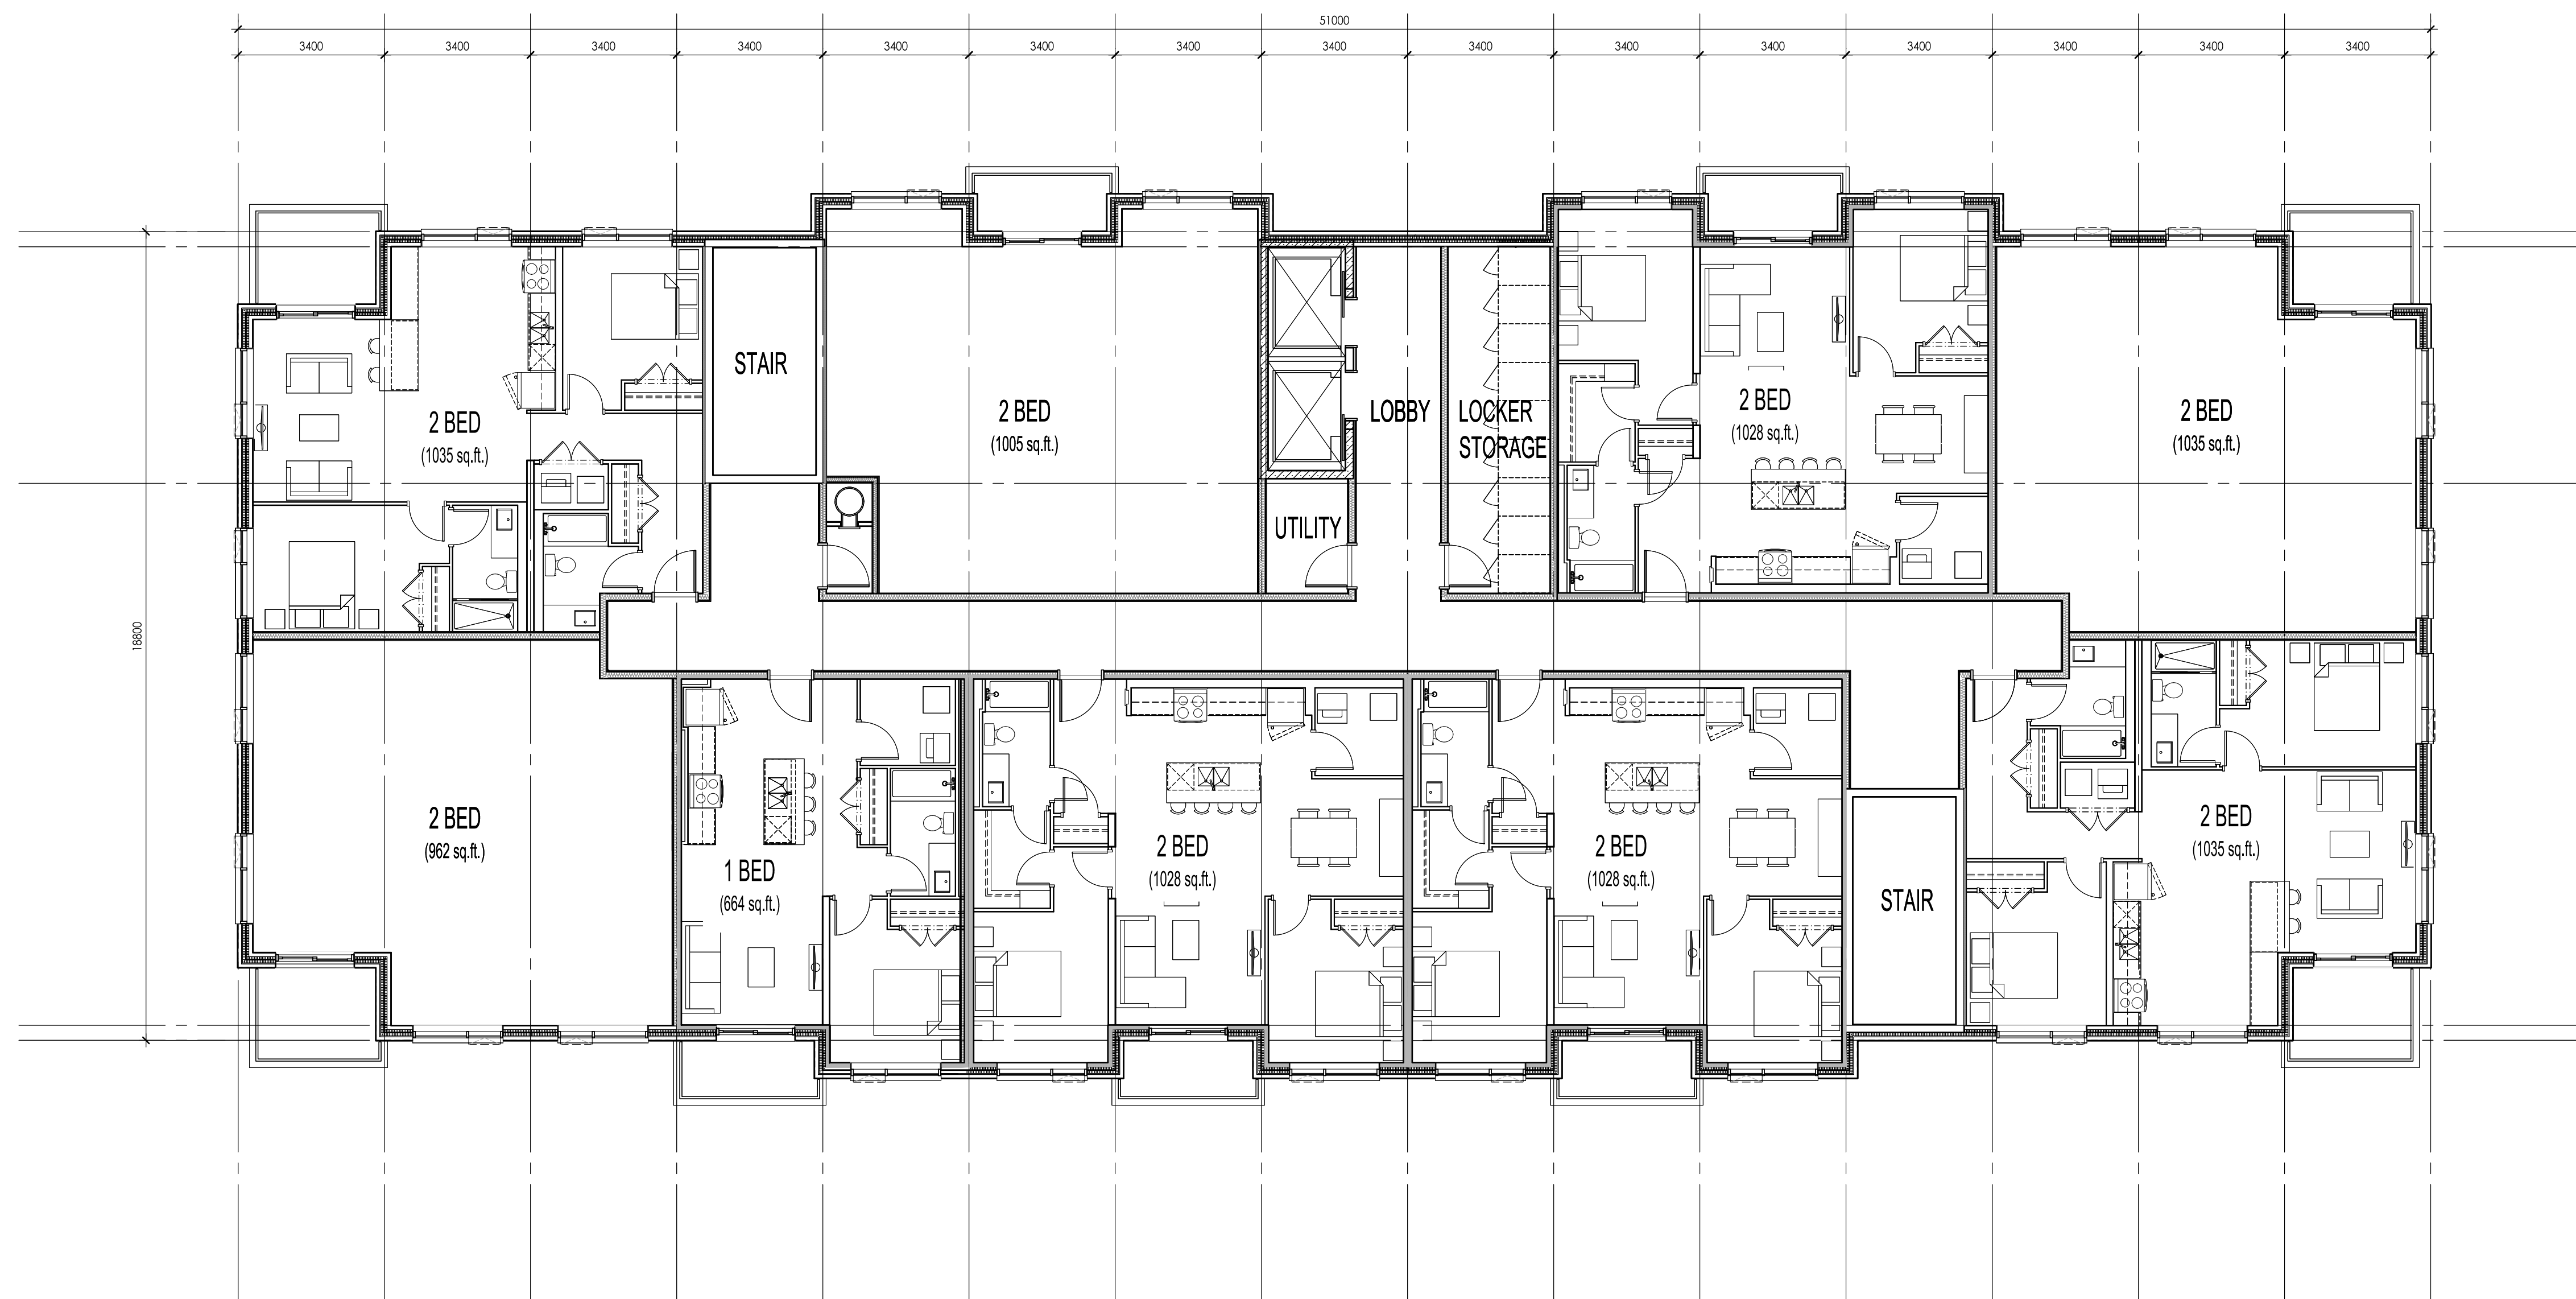 51000
3400 3400 3400 3400 3400 3400 3400 3400 3400 3400 3400 3400 3400 3400 3400
18800
2 BED
(1035 sq.ft.)
STAIR
2 BED
(1005 sq.ft.)
LOBBY
LOCKER
STORAGE
UTILITY
2 BED
(1028 sq.ft.)
2 BED
(1035 sq.ft.)
2 BED
(962 sq.ft.)
1 BED
(664 sq.ft.)
2 BED
(1028 sq.ft.)
2 BED
(1028 sq.ft.)
STAIR
2 BED
(1035 sq.ft.)